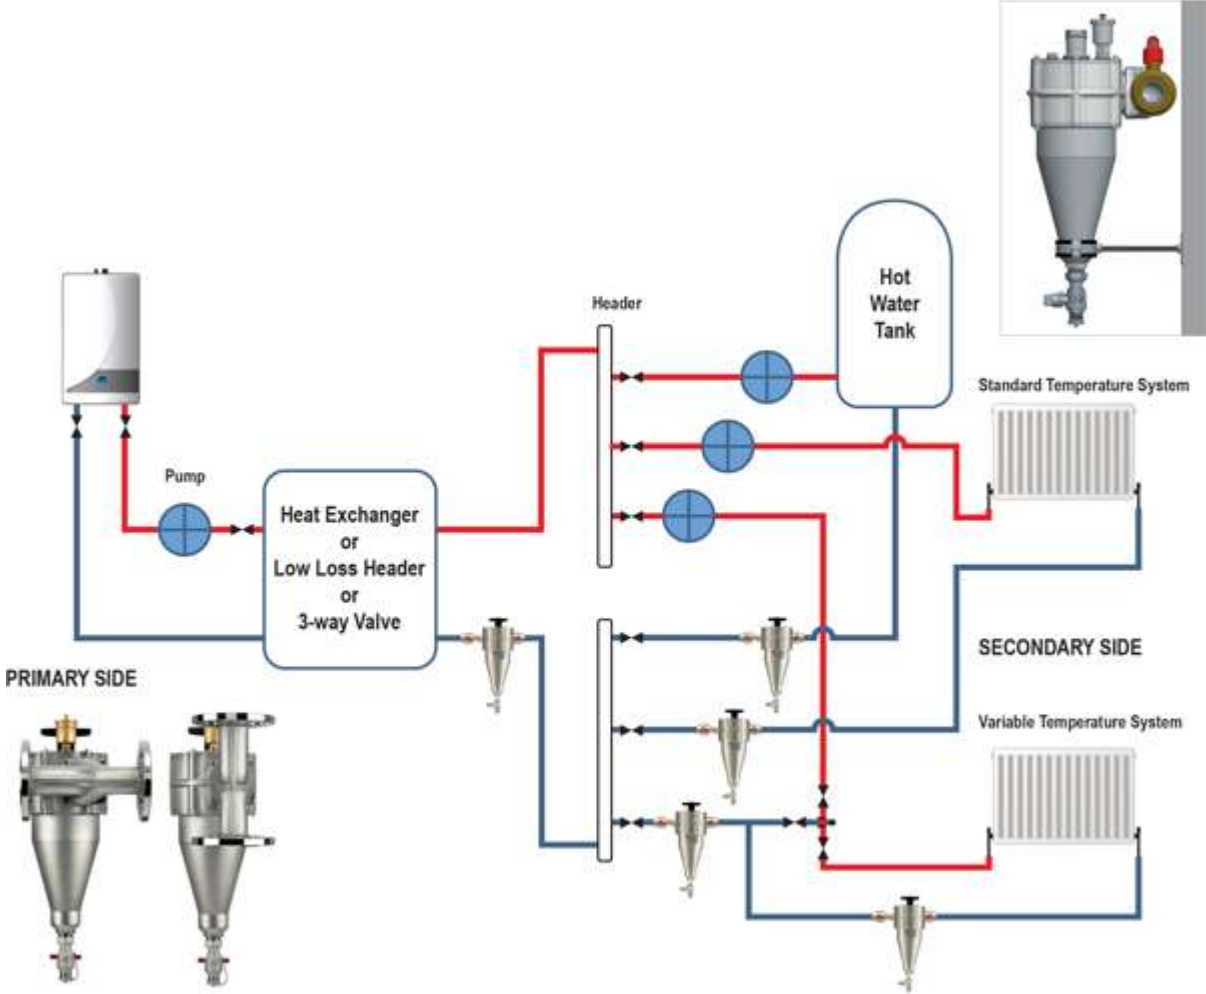 Hot
Water
Tank
Header
Standard Temperature System
Pump
Heat Exchanger
or
Low Loss Header
or
3-way Valve
SECONDARY SIDE
PRIMARY SIDE
Variable Temperature System